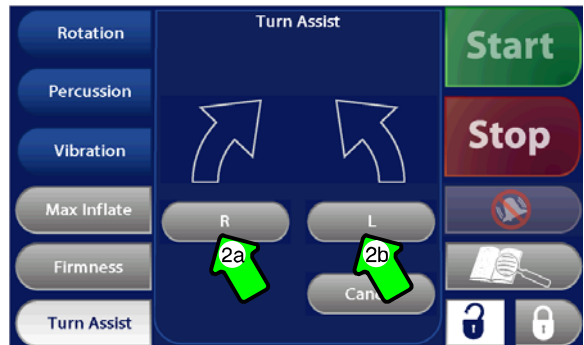 Rotation
Percussion
Vibration
Max Inflate
Firmness
Turn Assist
Turn Assist
R
L
2a
2b
Start
Stop